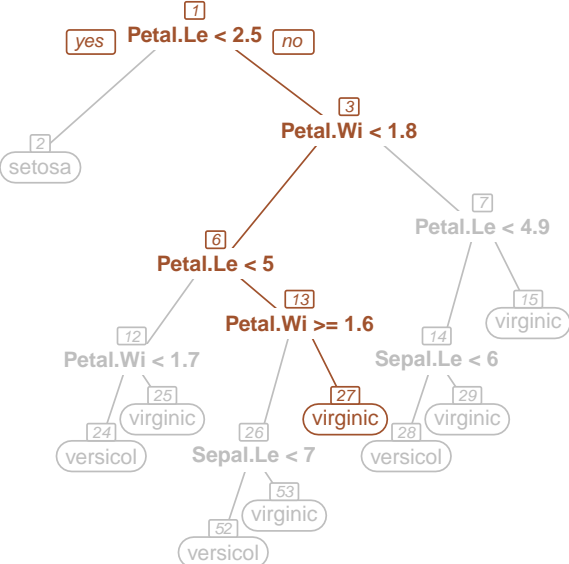 1
yes Petal.Le < 2.5 no
3
Petal.Wi < 1.8
2
setosa
7
Petal.Le < 4.9
6
Petal.Le < 5
13
Petal.Wi >= 1.6
15
virginic
12
Petal.Wi < 1.7
14
Sepal.Le < 6
25
virginic
27
virginic
29
virginic
24
versicol
26
Sepal.Le < 7
28
versicol
53
virginic
52
versicol